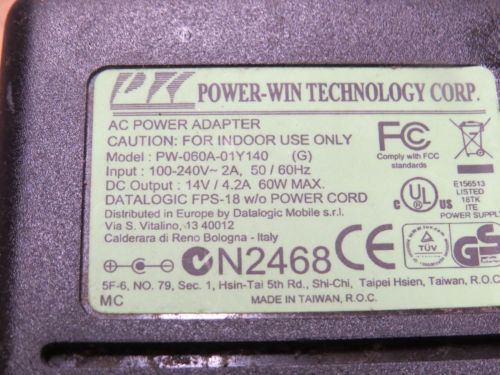 PW POWER-WIN TECHNOLOGY CORP.
AC POWER ADAPTER
CAUTION: FOR INDOOR USE ONLY
Model : PW-060A-01Y140 (G)
Input : 100-240V~ 2A, 50 / 60Hz
DC Output : 14V / 4.2A 60W MAX.
DATALOGIC FPS-18 w/o POWER CORD
Distributed in Europe by Datalogic Mobile s.r.l.
Via S. Vitalino, 13 40012
Calderara di Reno Bologna - Italy
FC
Complies with FCC
standards
E156513
LISTED
18TK
ITE
POWER SUPPLY
c UL us
TÜV
GS
N2468 CE
5F-6, NO. 79, Sec. 1, Hsin-Tai 5th Rd., Shi-Chi, Taipei Hsien, Taiwan, R.O.C.
MC
MADE IN TAIWAN, R.O.C.